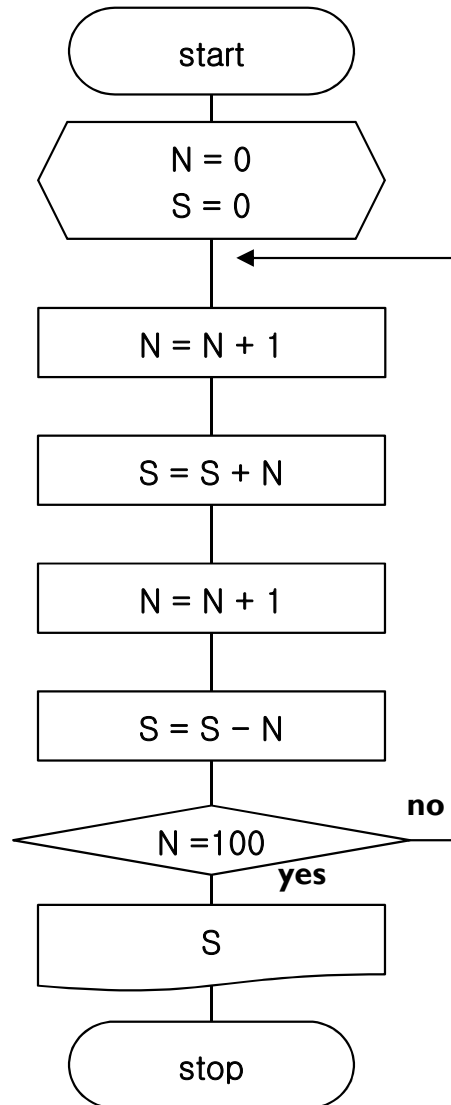 start
N = 0
S = 0
N = N + 1
S = S + N
N = N + 1
S = S − N
no
N =100
yes
S
stop